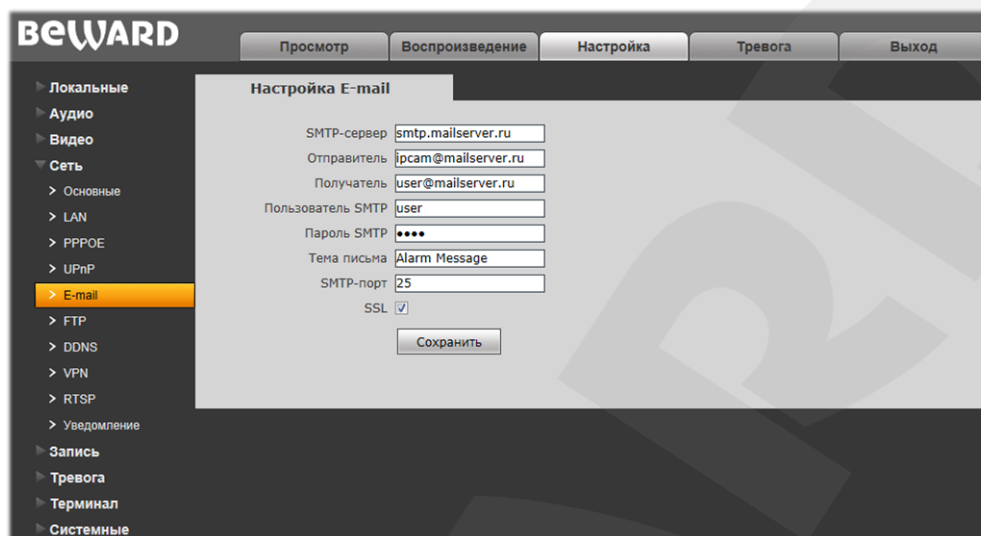 BEWARD
Просмотр Воспроизведение Настройка Тревога Выход
Локальные
Аудио
Видео
Сеть
Основные
LAN
PPPOE
UPnP
E-mail
FTP
DDNS
VPN
RTSP
Уведомление
Запись
Тревога
Терминал
Системные
Настройка E-mail
SMTP-сервер smtp.mailserver.ru
Отправитель ipcam@mailserver.ru
Получатель user@mailserver.ru
Пользователь SMTP user
Пароль SMTP ••••
Тема письма Alarm Message
SMTP-порт 25
SSL
Сохранить